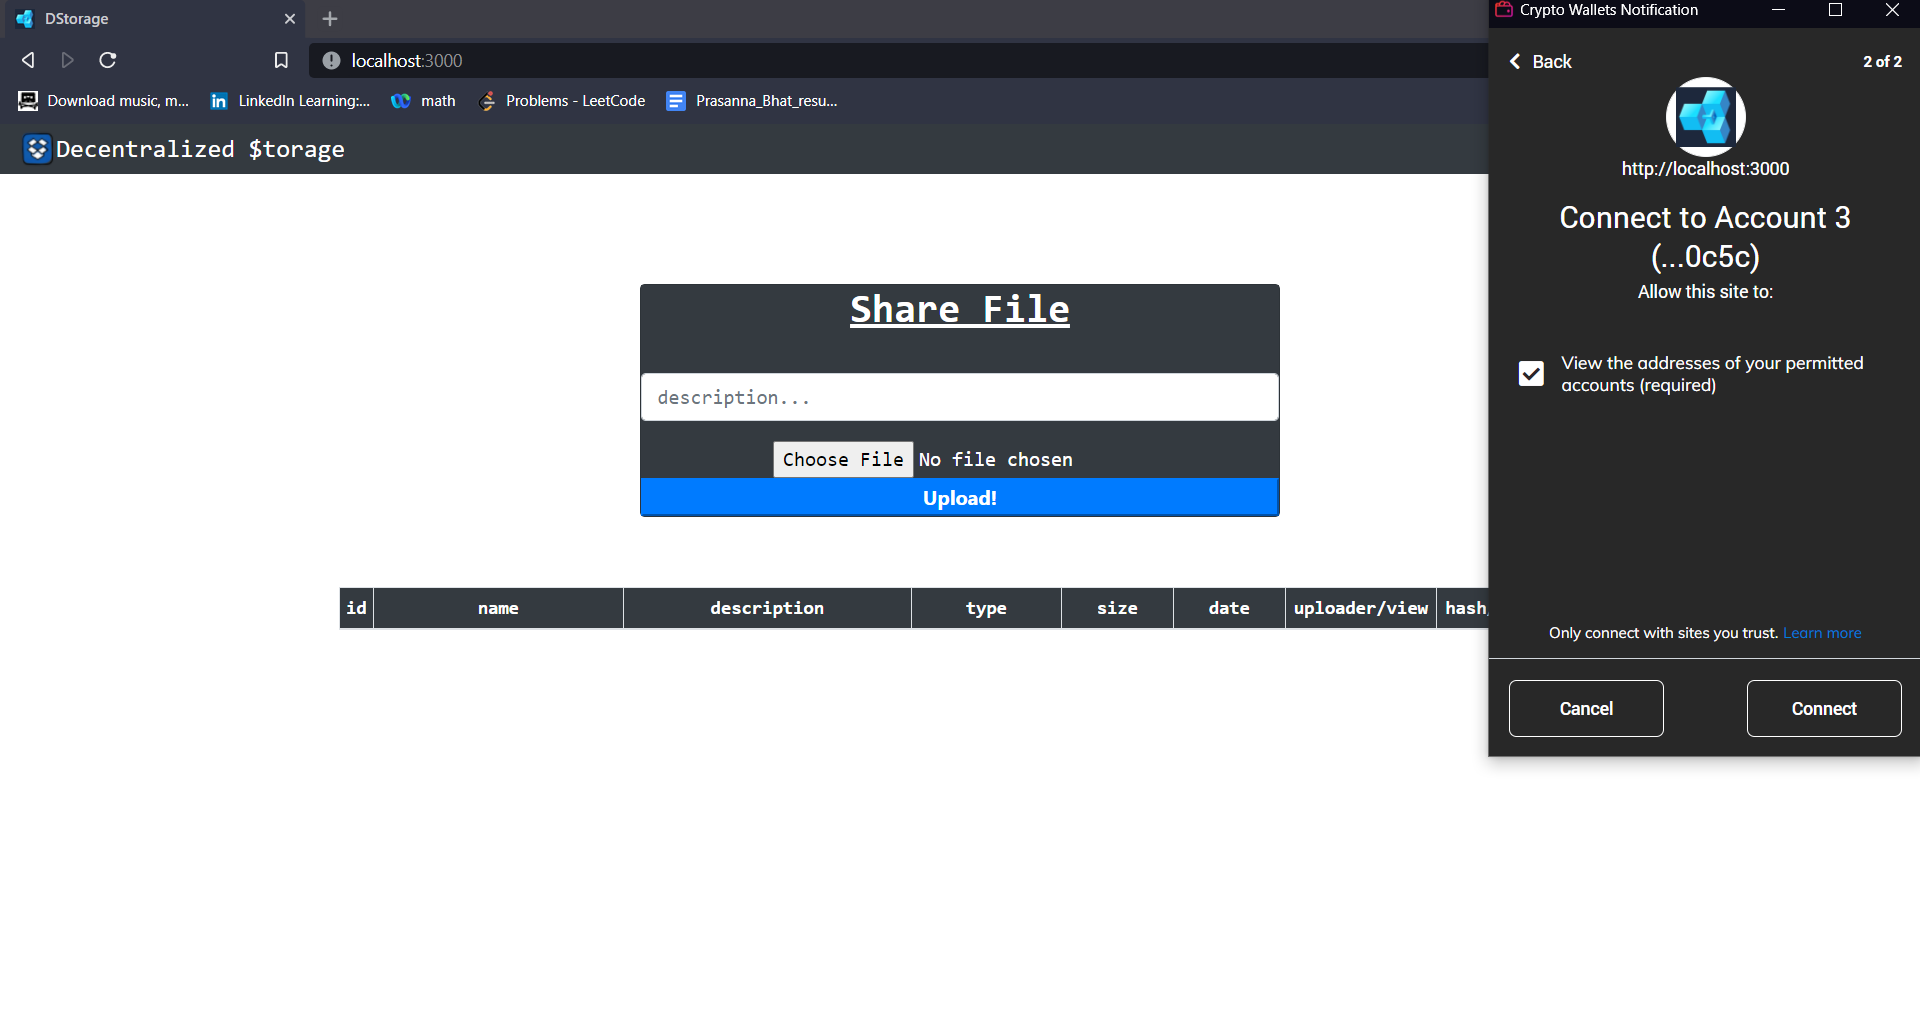 DStorage
localhost:3000
Download music, m...
LinkedIn Learning:...
math
Problems - LeetCode
Prasanna_Bhat_resu...
Decentralized $torage
Share File
description...
Choose File No file chosen
Upload!
id name description type size date uploader/view hash/
Crypto Wallets Notification
Back
2 of 2
http://localhost:3000
Connect to Account 3
(...0c5c)
Allow this site to:
View the addresses of your permitted
accounts (required)
Only connect with sites you trust. Learn more
Cancel
Connect